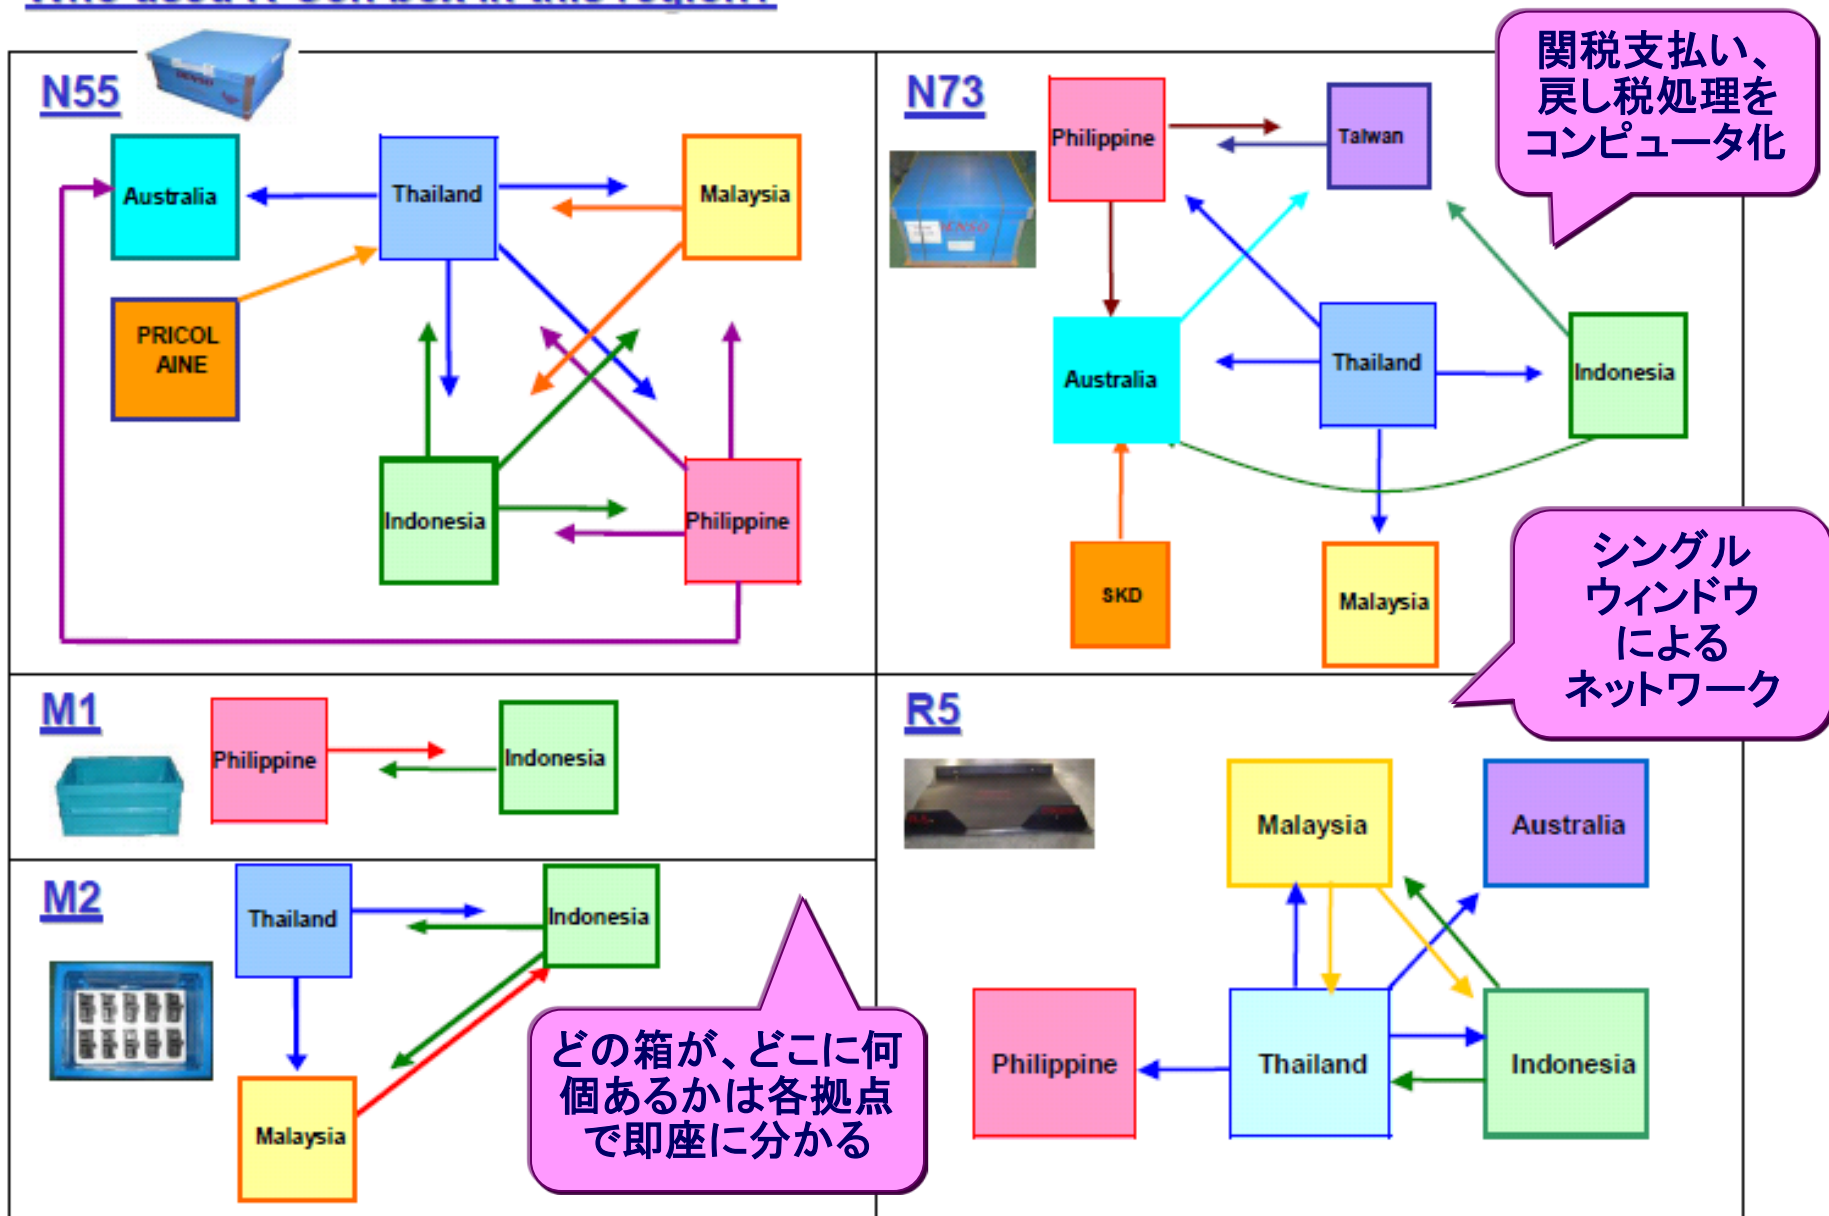 N55
DENSO
Australia
Thailand
Malaysia
PRICOL
AINE
Indonesia
Philippine
N73
Philippine
Taiwan
DENSO
Australia
Thailand
Indonesia
SKD
Malaysia
関税支払い、
戻し税処理を
コンピュータ化
シングル
ウィンドウ
による
ネットワーク
M1
Philippine
Indonesia
M2
Thailand
Indonesia
Malaysia
どの箱が、どこに何
個あるかは各拠点
で即座に分かる
R5
Malaysia
Australia
Philippine
Thailand
Indonesia